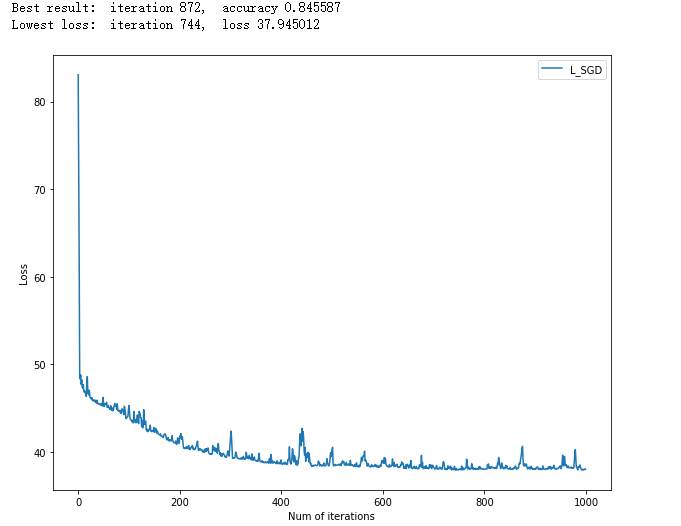 Best result: iteration 872, accuracy 0.845587
Lowest loss: iteration 744, loss 37.945012
L_SGD
80
70
60
50
40
Loss
0 200 400 600 800 1000
Num of iterations